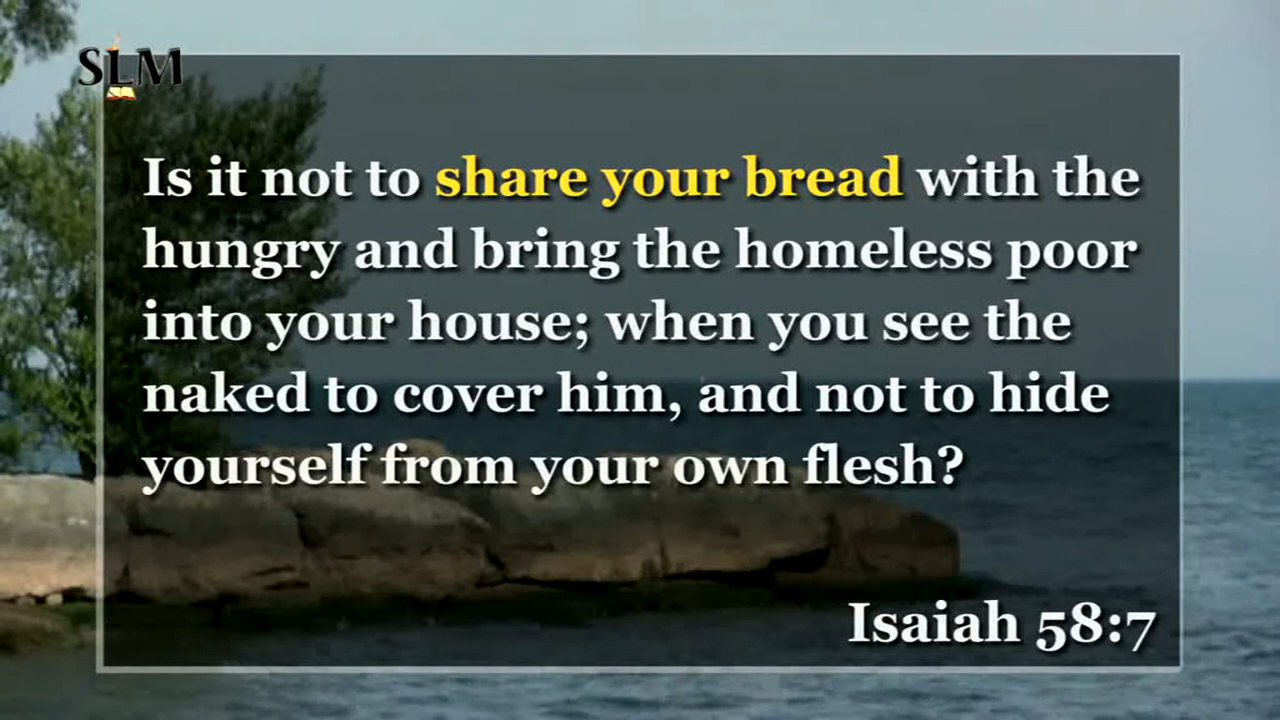 SLM
Is it not to share your bread with the
hungry and bring the homeless poor
into your house; when you see the
naked to cover him, and not to hide
yourself from your own flesh?
Isaiah 58:7